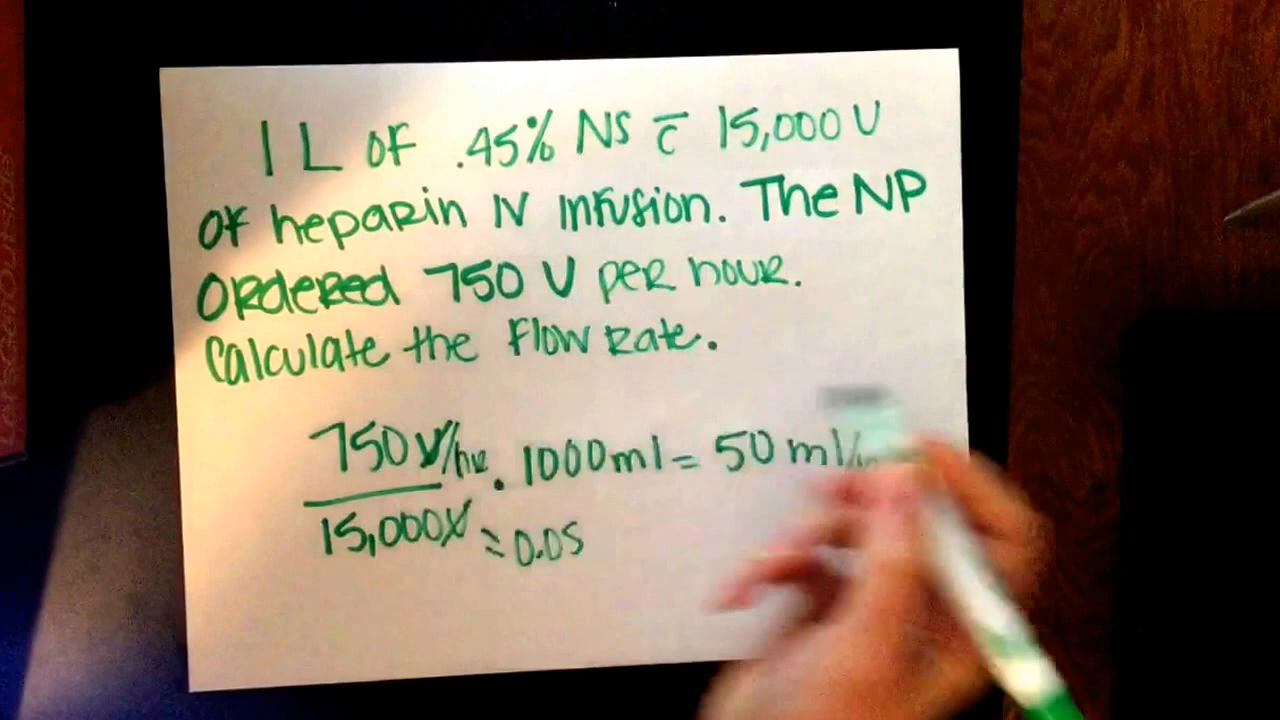 1 L OF .45% NS c̄ 15,000 U
OF heparin IV infusion. The NP
ordered 750 U per hour.
Calculate the Flow Rate.
750 U/hr . 1000 ml = 50 ml/
15,000 U = 0.05